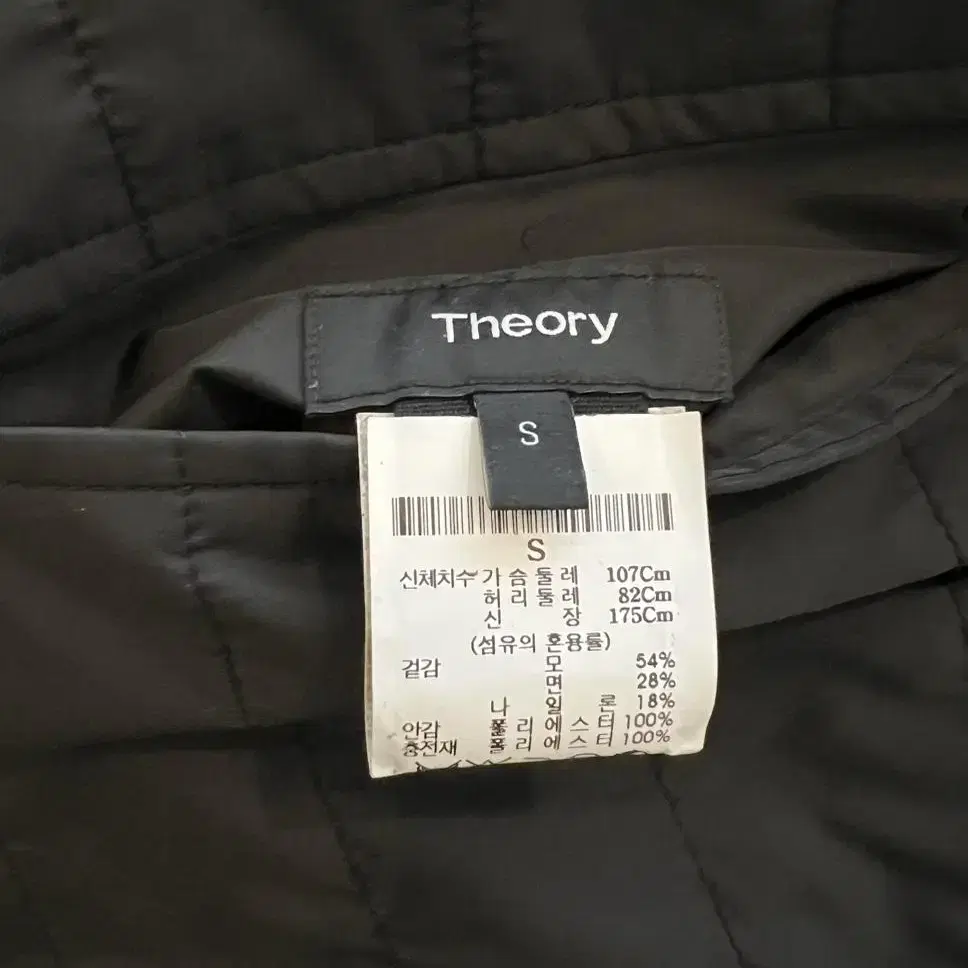 Theory
S
S
신체치수 가 슴 둘 레 107Cm
허 리 둘 레 82Cm
신 장 175Cm
(섬유의 혼용률)
겉감 모 54%
면 28%
나 일 론 18%
안감 폴 리 에 스 터 100%
충전재 폴 리 에 스 터 100%